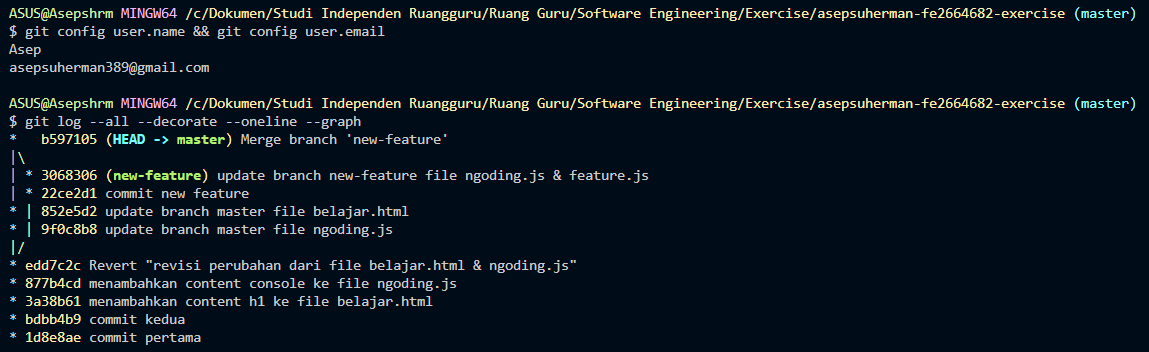 ASUS@Asepshrm MINGW64 /c/Dokumen/Studi Independen Ruangguru/Ruang Guru/Software Engineering/Exercise/asepsuherman-fe2664682-exercise (master)
$ git config user.name && git config user.email
Asep
asepsuherman389@gmail.com

ASUS@Asepshrm MINGW64 /c/Dokumen/Studi Independen Ruangguru/Ruang Guru/Software Engineering/Exercise/asepsuherman-fe2664682-exercise (master)
$ git log --all --decorate --oneline --graph
*   b597105 (HEAD -> master) Merge branch 'new-feature'
|\
| * 3068306 (new-feature) update branch new-feature file ngoding.js & feature.js
| * 22ce2d1 commit new feature
* | 852e5d2 update branch master file belajar.html
* | 9f0c8b8 update branch master file ngoding.js
|/
* edd7c2c Revert "revisi perubahan dari file belajar.html & ngoding.js"
* 877b4cd menambahkan content console ke file ngoding.js
* 3a38b61 menambahkan content h1 ke file belajar.html
* bdbb4b9 commit kedua
* 1d8e8ae commit pertama